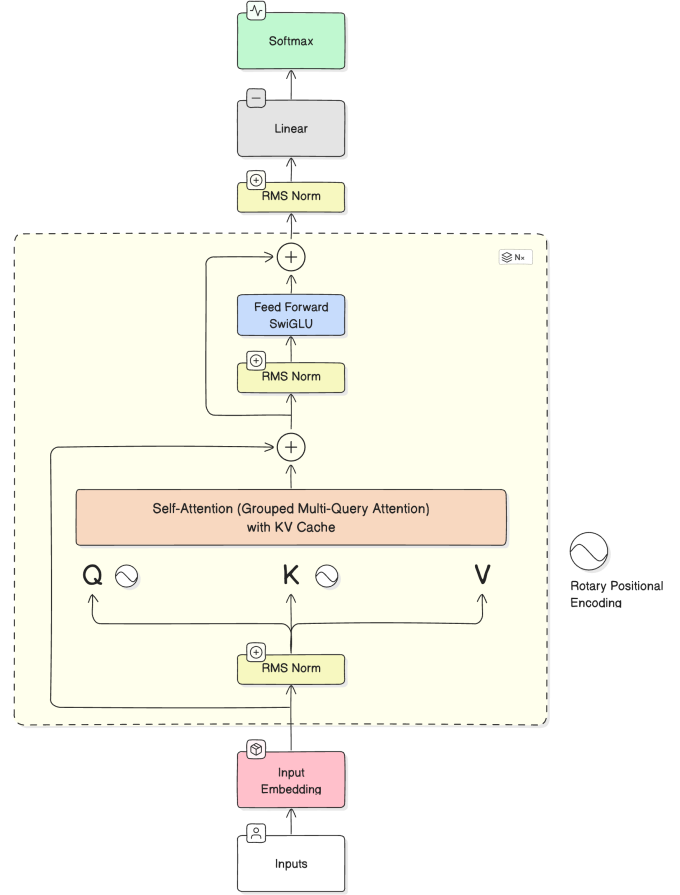 Softmax
Linear
RMS Norm
N×
Feed Forward
SwiGLU
RMS Norm
Self-Attention (Grouped Multi-Query Attention)
with KV Cache
Q K V
Rotary Positional
Encoding
RMS Norm
Input
Embedding
Inputs